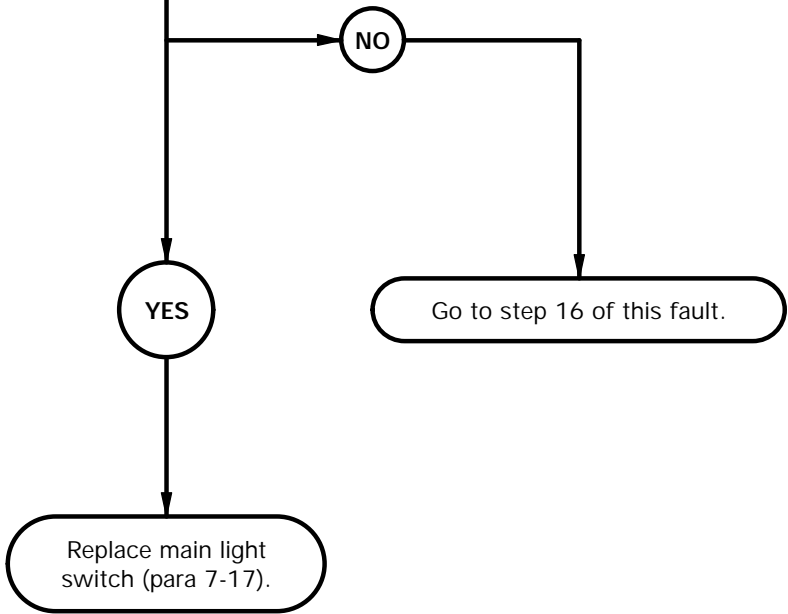 NO
YES
Go to step 16 of this fault.
Replace main light
switch (para 7-17).